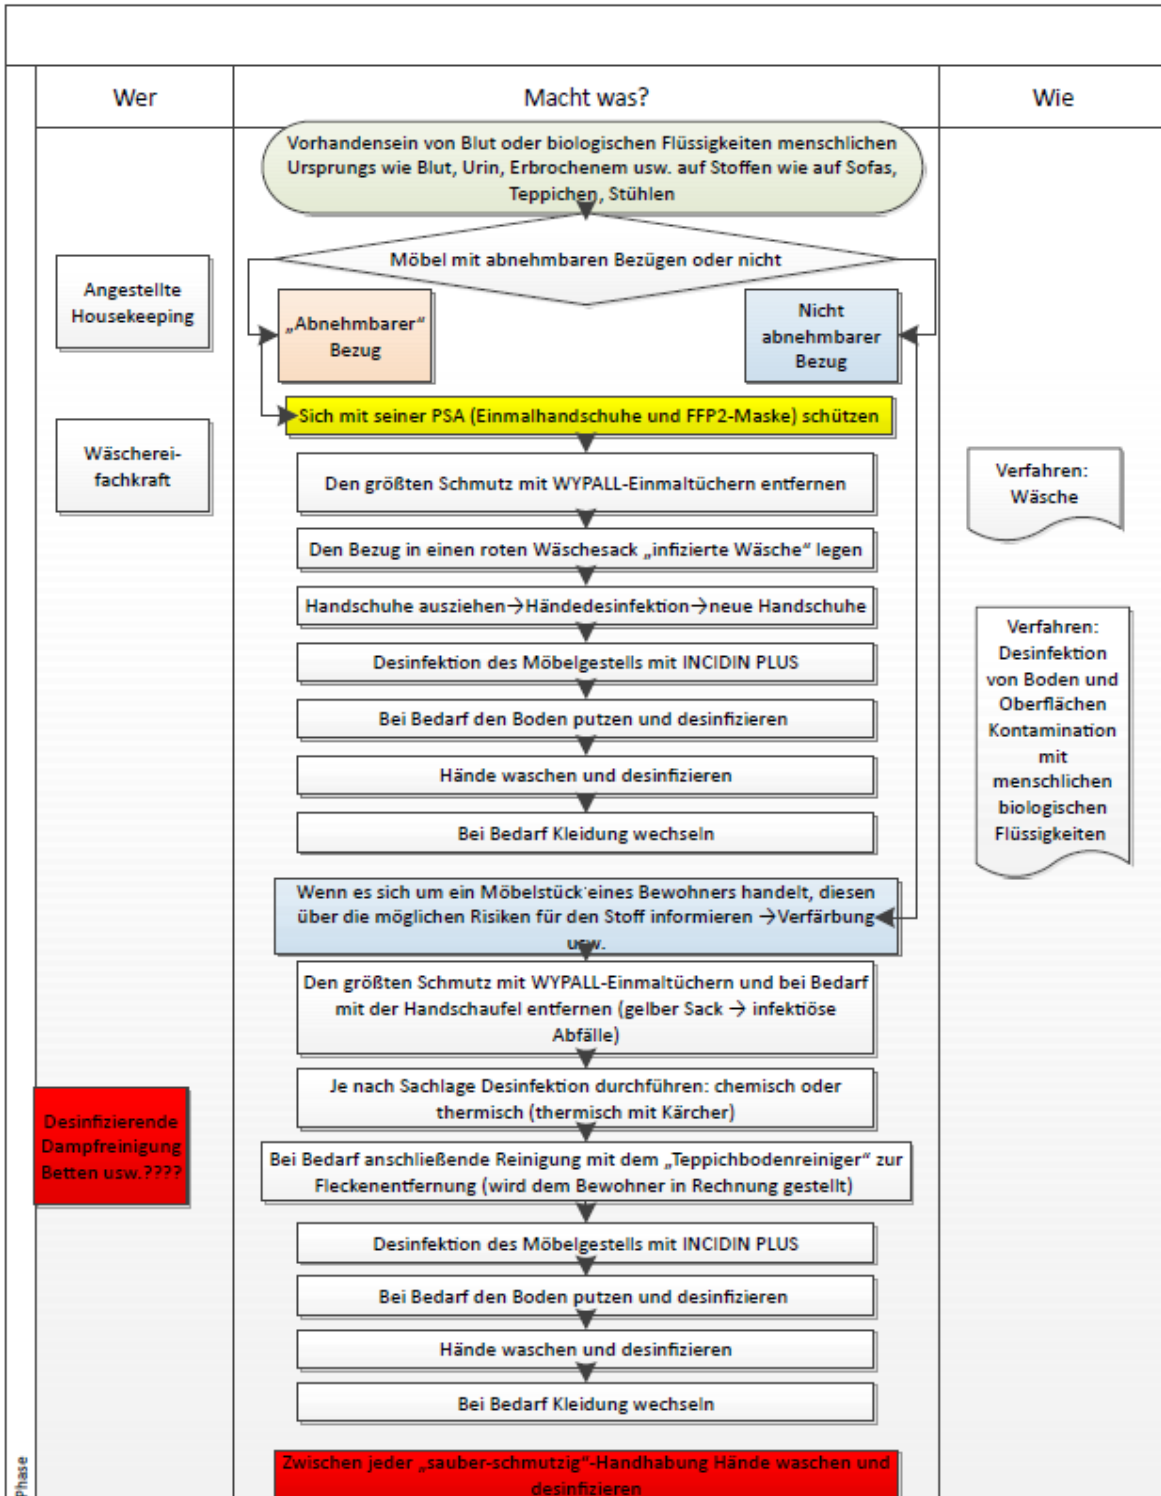 Wer
Macht was?
Wie
Vorhandensein von Blut oder biologischen Flüssigkeiten menschlichen
Ursprungs wie Blut, Urin, Erbrochenem usw. auf Stoffen wie auf Sofas,
Teppichen, Stühlen
Möbel mit abnehmbaren Bezügen oder nicht
Angestellte
Housekeeping
„Abnehmbarer“
Bezug
Nicht
abnehmbarer
Bezug
Sich mit seiner PSA (Einmalhandschuhe und FFP2-Maske) schützen
Wäscherei-
fachkraft
Den größten Schmutz mit WYPALL-Einmaltüchern entfernen
Verfahren:
Wäsche
Den Bezug in einen roten Wäschesack „infizierte Wäsche“ legen
Handschuhe ausziehen→Händedesinfektion→neue Handschuhe
Desinfektion des Möbelgestells mit INCIDIN PLUS
Bei Bedarf den Boden putzen und desinfizieren
Hände waschen und desinfizieren
Bei Bedarf Kleidung wechseln
Verfahren:
Desinfektion
von Boden und
Oberflächen
Kontamination
mit
menschlichen
biologischen
Flüssigkeiten
Wenn es sich um ein Möbelstück eines Bewohners handelt, diesen
über die möglichen Risiken für den Stoff informieren →Verfärbung
usw.
Den größten Schmutz mit WYPALL-Einmaltüchern und bei Bedarf
mit der Handschaufel entfernen (gelber Sack → infektiöse
Abfälle)
Je nach Sachlage Desinfektion durchführen: chemisch oder
thermisch (thermisch mit Kärcher)
Desinfizierende
Dampfreinigung
Betten usw.????
Bei Bedarf anschließende Reinigung mit dem „Teppichbodenreiniger“ zur
Fleckenentfernung (wird dem Bewohner in Rechnung gestellt)
Desinfektion des Möbelgestells mit INCIDIN PLUS
Bei Bedarf den Boden putzen und desinfizieren
Hände waschen und desinfizieren
Bei Bedarf Kleidung wechseln
Zwischen jeder „sauber-schmutzig“-Handhabung Hände waschen und
desinfizieren
Phase